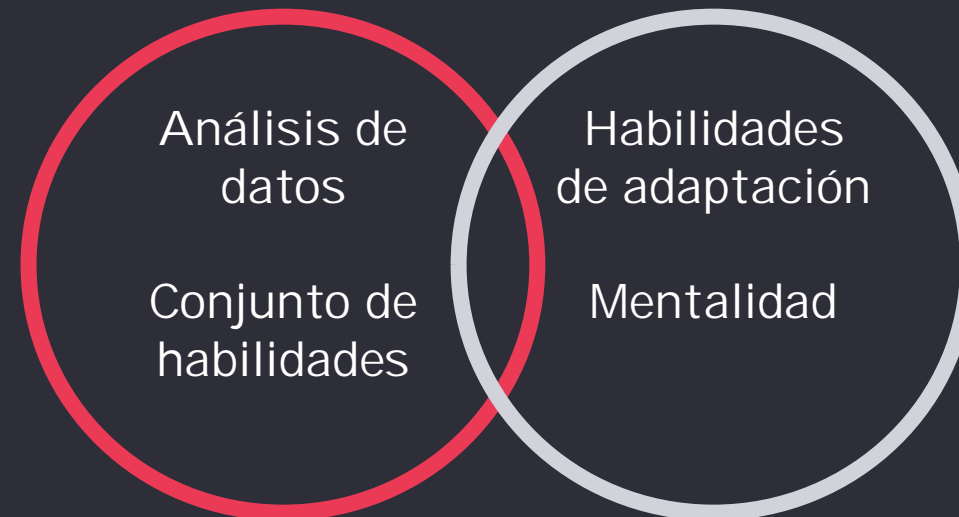 Análisis de
datos
Conjunto de
habilidades
Habilidades
de adaptación
Mentalidad